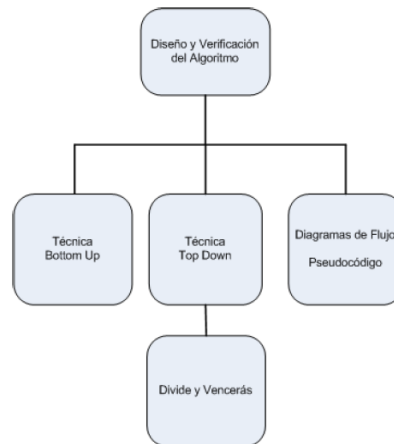 Diseño y Verificación
del Algoritmo
Técnica
Bottom Up
Técnica
Top Down
Diagramas de Flujo
Pseudocódigo
Divide y Vencerás